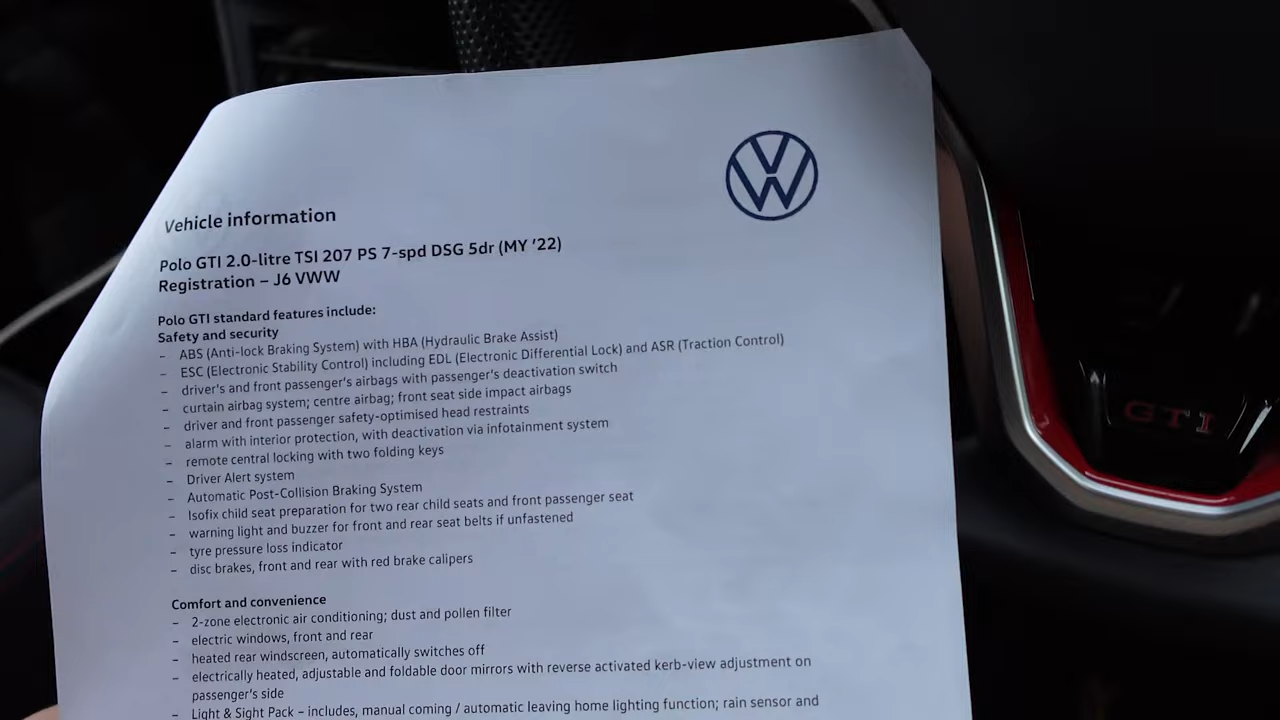 Vehicle information
Polo GTI 2.0-litre TSI 207 PS 7-spd DSG 5dr (MY '22)
Registration – J6 VWW
Polo GTI standard features include:
Safety and security
– ABS (Anti-lock Braking System) with HBA (Hydraulic Brake Assist)
– ESC (Electronic Stability Control) including EDL (Electronic Differential Lock) and ASR (Traction Control)
– driver's and front passenger's airbags with passenger's deactivation switch
– curtain airbag system; centre airbag; front seat side impact airbags
– driver and front passenger safety-optimised head restraints
– alarm with interior protection, with deactivation via infotainment system
– remote central locking with two folding keys
– Driver Alert system
– Automatic Post-Collision Braking System
– Isofix child seat preparation for two rear child seats and front passenger seat
– warning light and buzzer for front and rear seat belts if unfastened
– tyre pressure loss indicator
– disc brakes, front and rear with red brake calipers
Comfort and convenience
– 2-zone electronic air conditioning; dust and pollen filter
– electric windows, front and rear
– heated rear windscreen, automatically switches off
– electrically heated, adjustable and foldable door mirrors with reverse activated kerb-view adjustment on
passenger's side
– Light & Sight Pack – includes, manual coming / automatic leaving home lighting function; rain sensor and
GTI